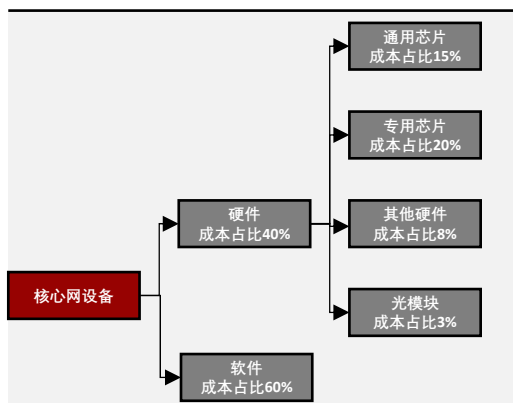 通用芯片
成本占比15%
专用芯片
成本占比20%
硬件
成本占比40%
其他硬件
成本占比8%
核心网设备
光模块
成本占比3%
软件
成本占比60%